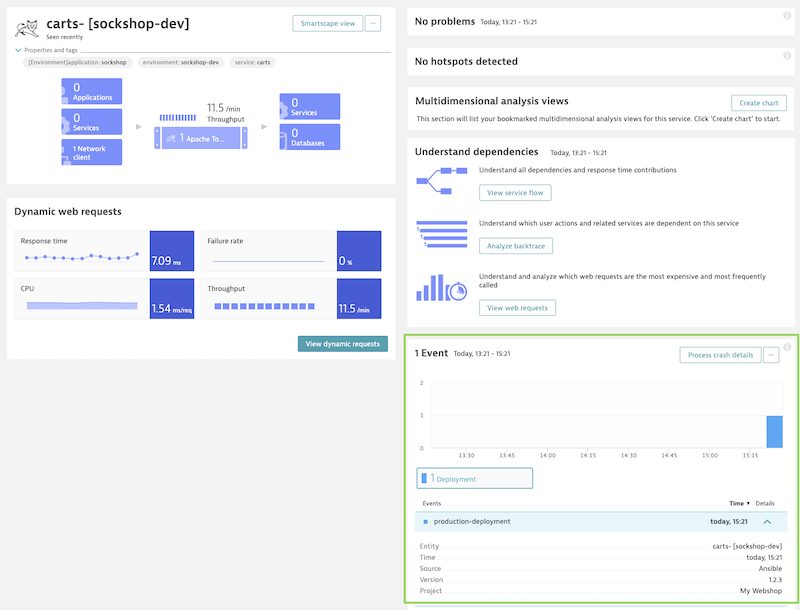 carts- [sockshop-dev]
Seen recently
Smartscape view
...
Properties and tags
[Environment]application: sockshop
environment: sockshop-dev
service: carts
0
Applications
0
Services
1 Network
client
11.5 /min
Throughput
1 Apache To...
0
Services
0
Databases
Dynamic web requests
Response time
7.09 ms
Failure rate
0 %
CPU
1.54 ms/req
Throughput
11.5 /min
View dynamic requests
No problems Today, 13:21 - 15:21
No hotspots detected
Multidimensional analysis views
Create chart
This section will list your bookmarked multidimensional analysis views for this service. Click 'Create chart' to start.
Understand dependencies Today, 13:21 - 15:21
Understand all dependencies and response time contributions
View service flow
Understand which user actions and related services are dependent on this service
Analyze backtrace
Understand and analyze which web requests are the most expensive and most frequently
called
View web requests
1 Event Today, 13:21 - 15:21
Process crash details
...
2
1
0
13:30 13:45 14:00 14:15 14:30 14:45 15:00 15:15
1 Deployment
Events Time ▾ Details
production-deployment today, 15:21
Entity carts- [sockshop-dev]
Time today, 15:21
Source Ansible
Version 1.2.3
Project My Webshop